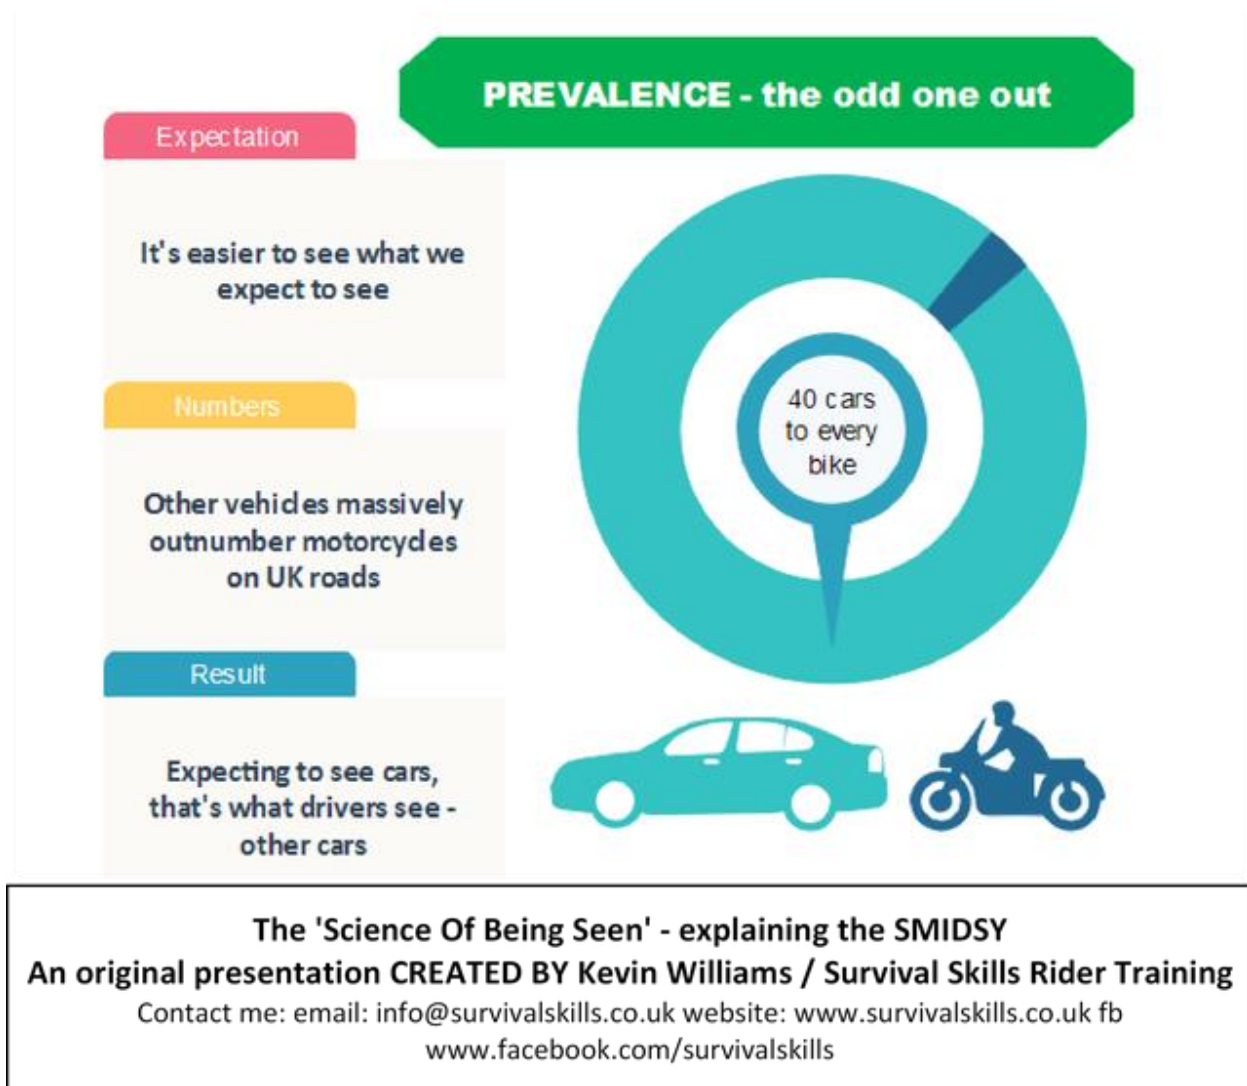 PREVALENCE - the odd one out
Expectation
It's easier to see what we
expect to see
Numbers
Other vehicles massively
outnumber motorcycles
on UK roads
Result
Expecting to see cars,
that's what drivers see -
other cars
40 cars
to every
bike
The 'Science Of Being Seen' - explaining the SMIDSY
An original presentation CREATED BY Kevin Williams / Survival Skills Rider Training
Contact me: email: info@survivalskills.co.uk website: www.survivalskills.co.uk fb
www.facebook.com/survivalskills